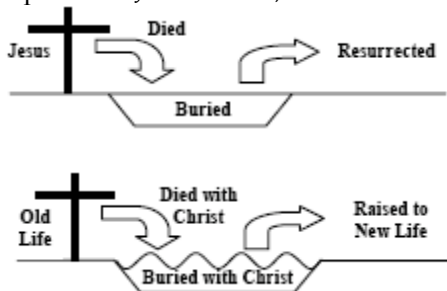 Died
Jesus
Resurrected
Buried
Died with
Christ
Old
Life
Raised to
New Life
Buried with Christ